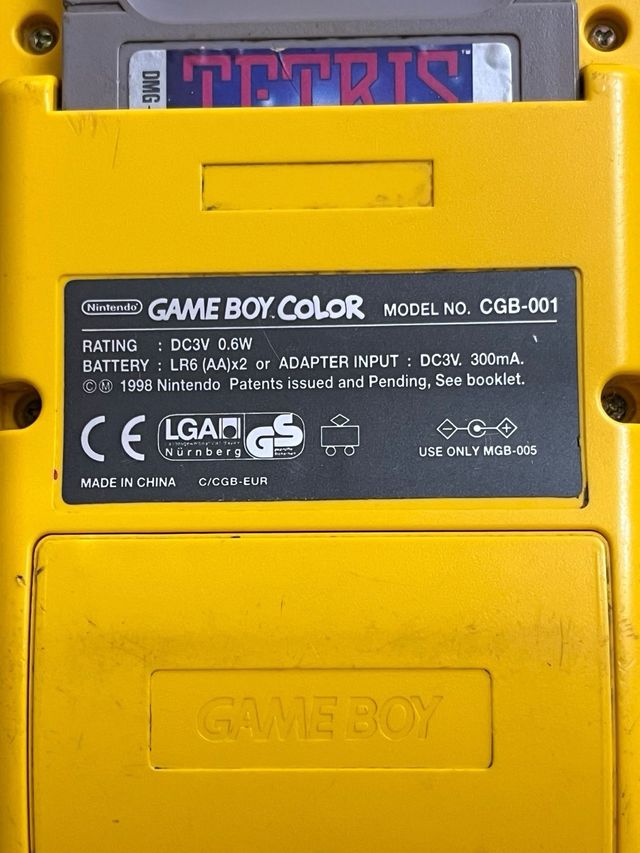 DMG-
TETRIS™
Nintendo® GAME BOY™ COLOR MODEL NO. CGB-001
RATING : DC3V 0.6W
BATTERY : LR6 (AA)x2 or ADAPTER INPUT : DC3V. 300mA.
©Ⓜ 1998 Nintendo Patents issued and Pending, See booklet.
CE
LGA
GS
Nürnberg
USE ONLY MGB-005
MADE IN CHINA C/CGB-EUR
GAME BOY